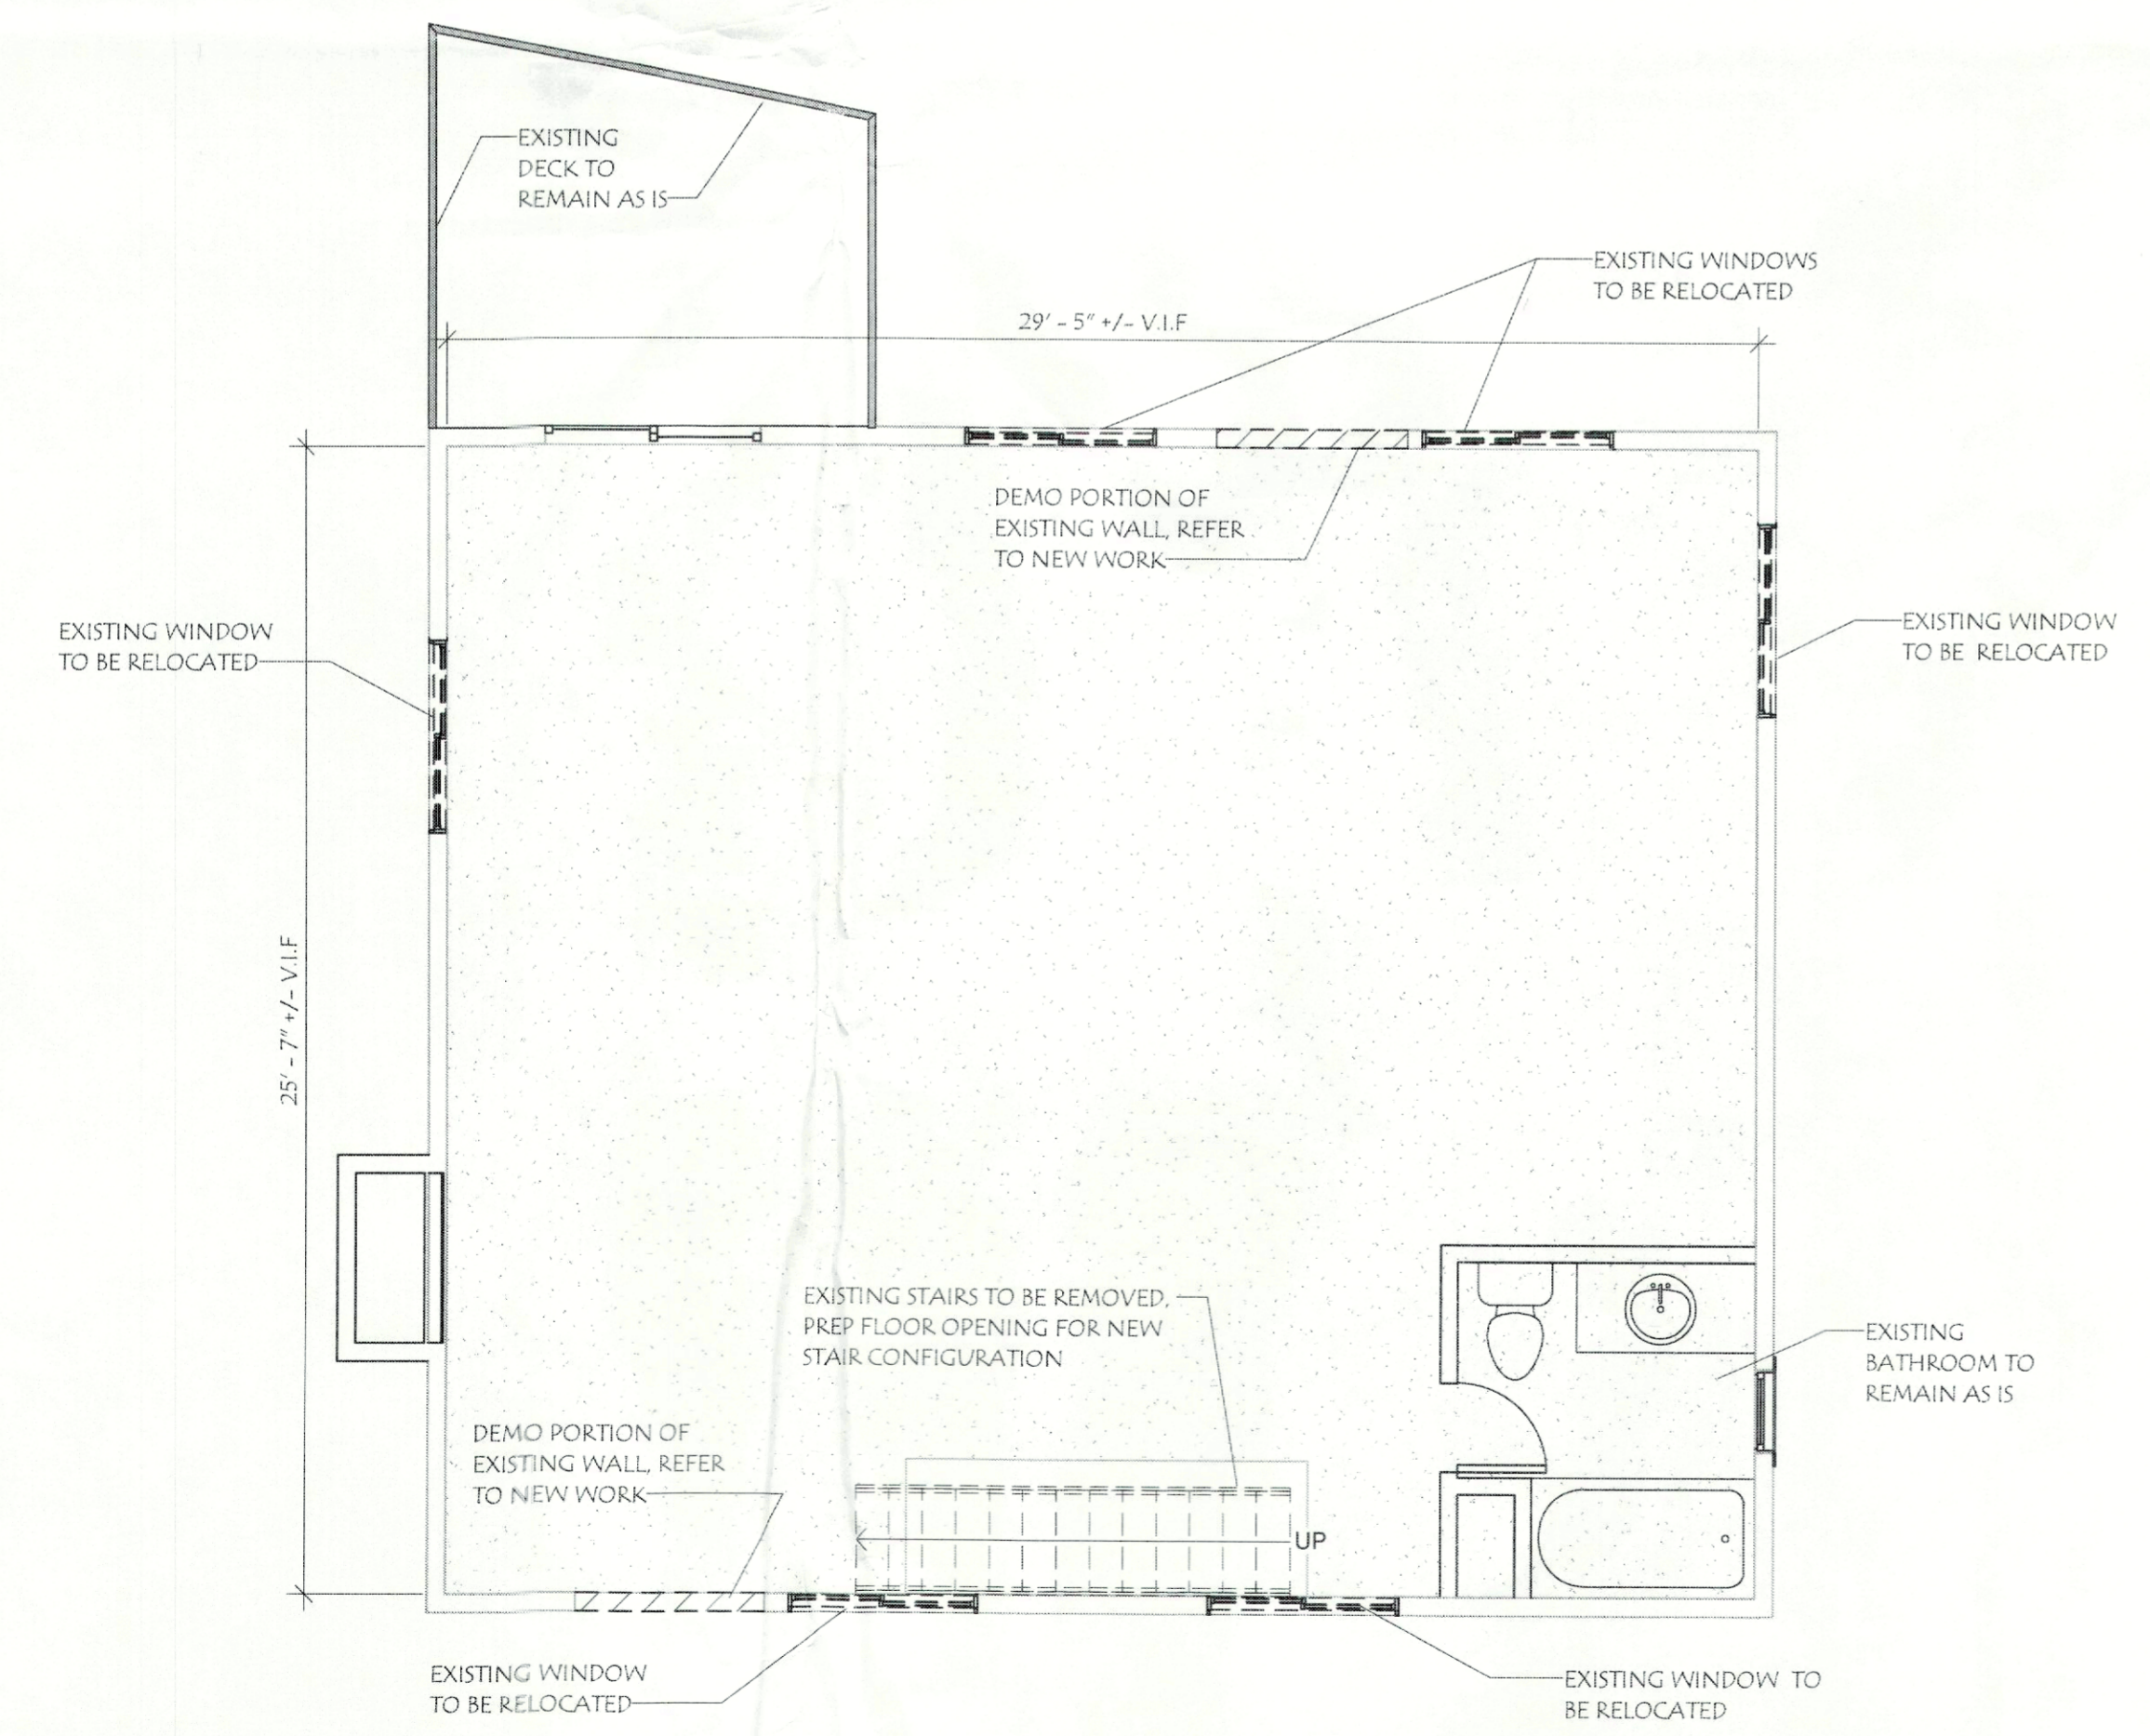 EXISTING
DECK TO
REMAIN AS IS
EXISTING WINDOWS
TO BE RELOCATED
29' - 5" +/- V.I.F
DEMO PORTION OF
EXISTING WALL, REFER
TO NEW WORK
EXISTING WINDOW
TO BE RELOCATED
EXISTING WINDOW
TO BE RELOCATED
25' - 7" +/- V.I.F
EXISTING STAIRS TO BE REMOVED,
PREP FLOOR OPENING FOR NEW
STAIR CONFIGURATION
EXISTING
BATHROOM TO
REMAIN AS IS
DEMO PORTION OF
EXISTING WALL, REFER
TO NEW WORK
UP
EXISTING WINDOW
TO BE RELOCATED
EXISTING WINDOW TO
BE RELOCATED